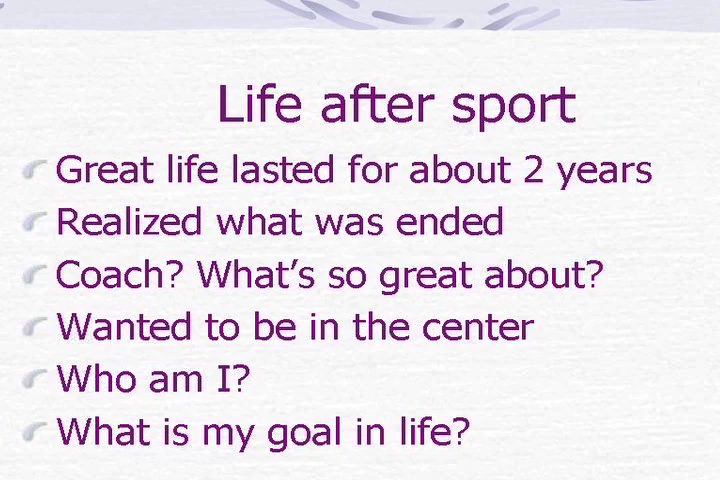 Life after sport
Great life lasted for about 2 years
Realized what was ended
Coach? What’s so great about?
Wanted to be in the center
Who am I?
What is my goal in life?